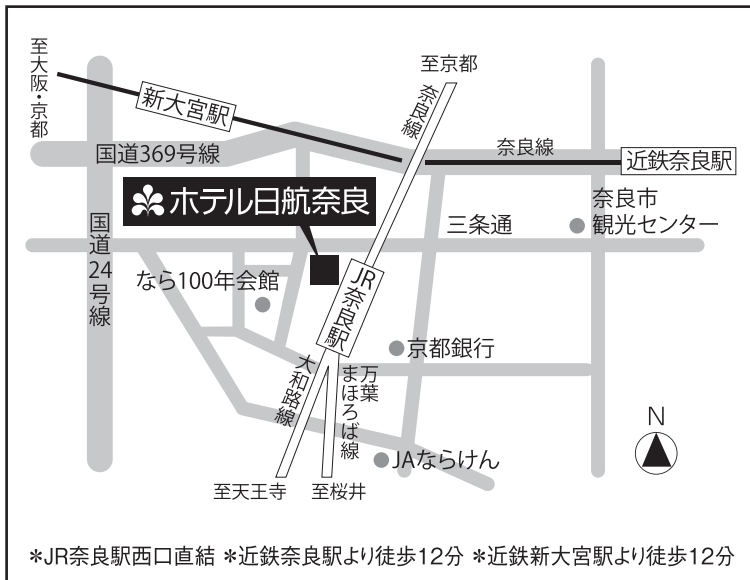 至大阪・京都
新大宮駅
至京都
奈良線
国道369号線
奈良線
近鉄奈良駅
ホテル日航奈良
奈良市
観光センター
三条通
国道24号線
なら100年会館
JR奈良駅
京都銀行
大和路線
万葉
まほろば線
N
JAならけん
至天王寺
至桜井
*JR奈良駅西口直結 *近鉄奈良駅より徒歩12分 *近鉄新大宮駅より徒歩12分